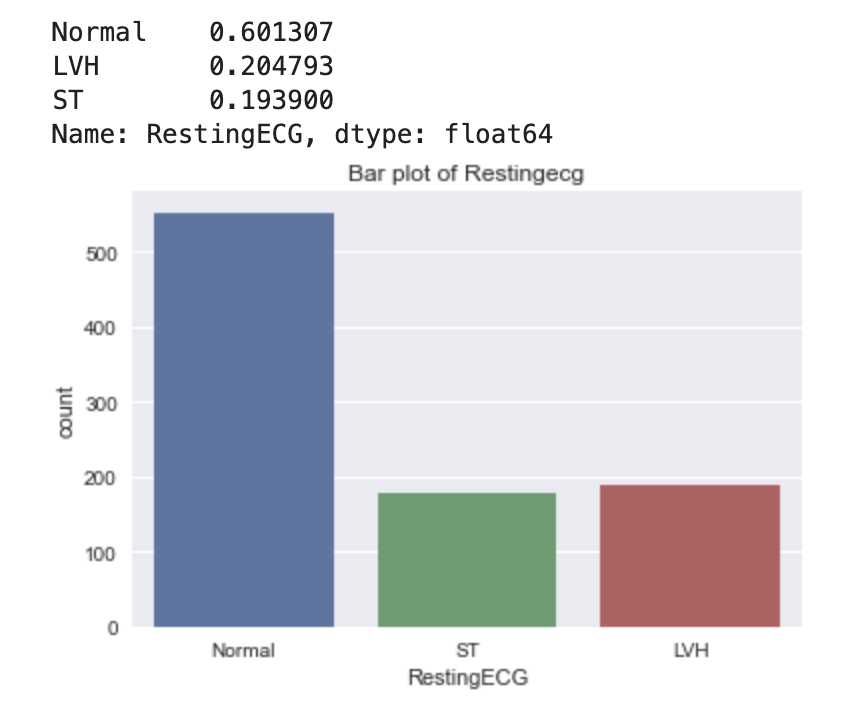 Normal    0.601307
LVH       0.204793
ST        0.193900
Name: RestingECG, dtype: float64
Bar plot of Restingecg
500
400
300
200
100
0
count
Normal ST LVH
RestingECG